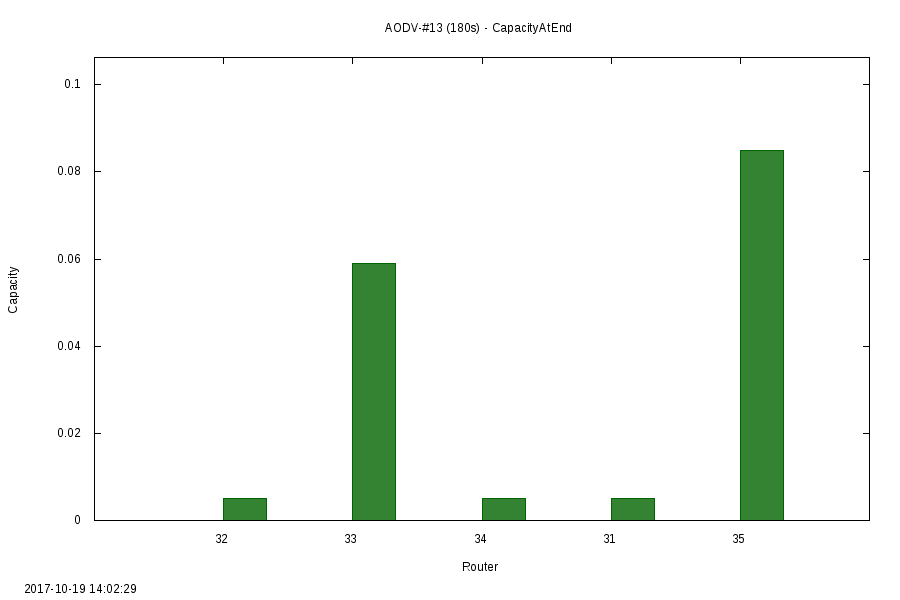 AODV-#13 (180s) - CapacityAtEnd
0.1
0.08
0.06
0.04
0.02
0
Capacity
32 33 34 31 35
Router
2017-10-19 14:02:29